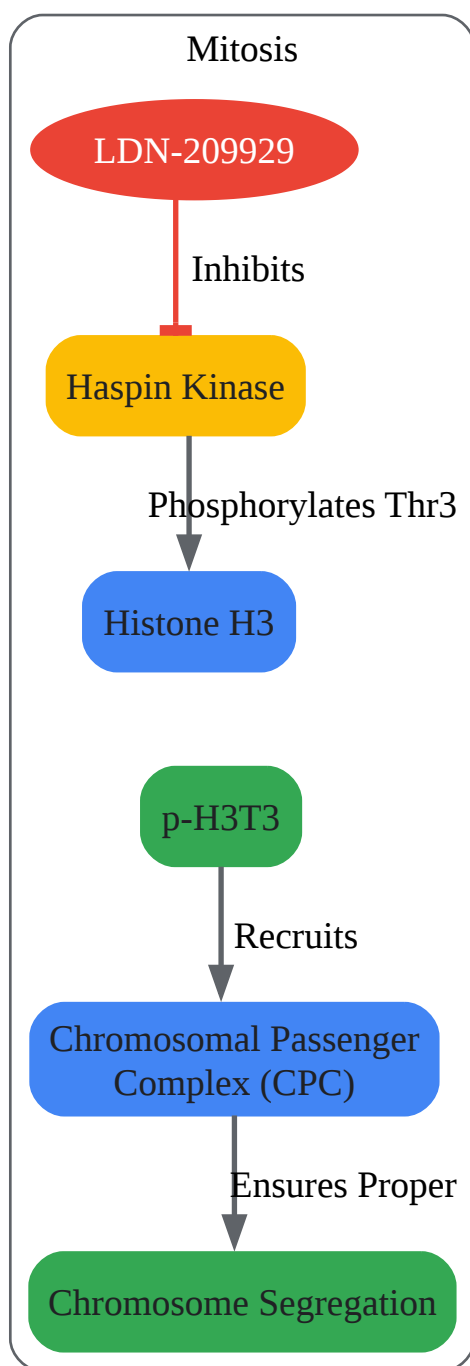 Mitosis
LDN-209929
Inhibits
Haspin Kinase
Phosphorylates Thr3
Histone H3
p-H3T3
Recruits
Chromosomal Passenger
Complex (CPC)
Ensures Proper
Chromosome Segregation